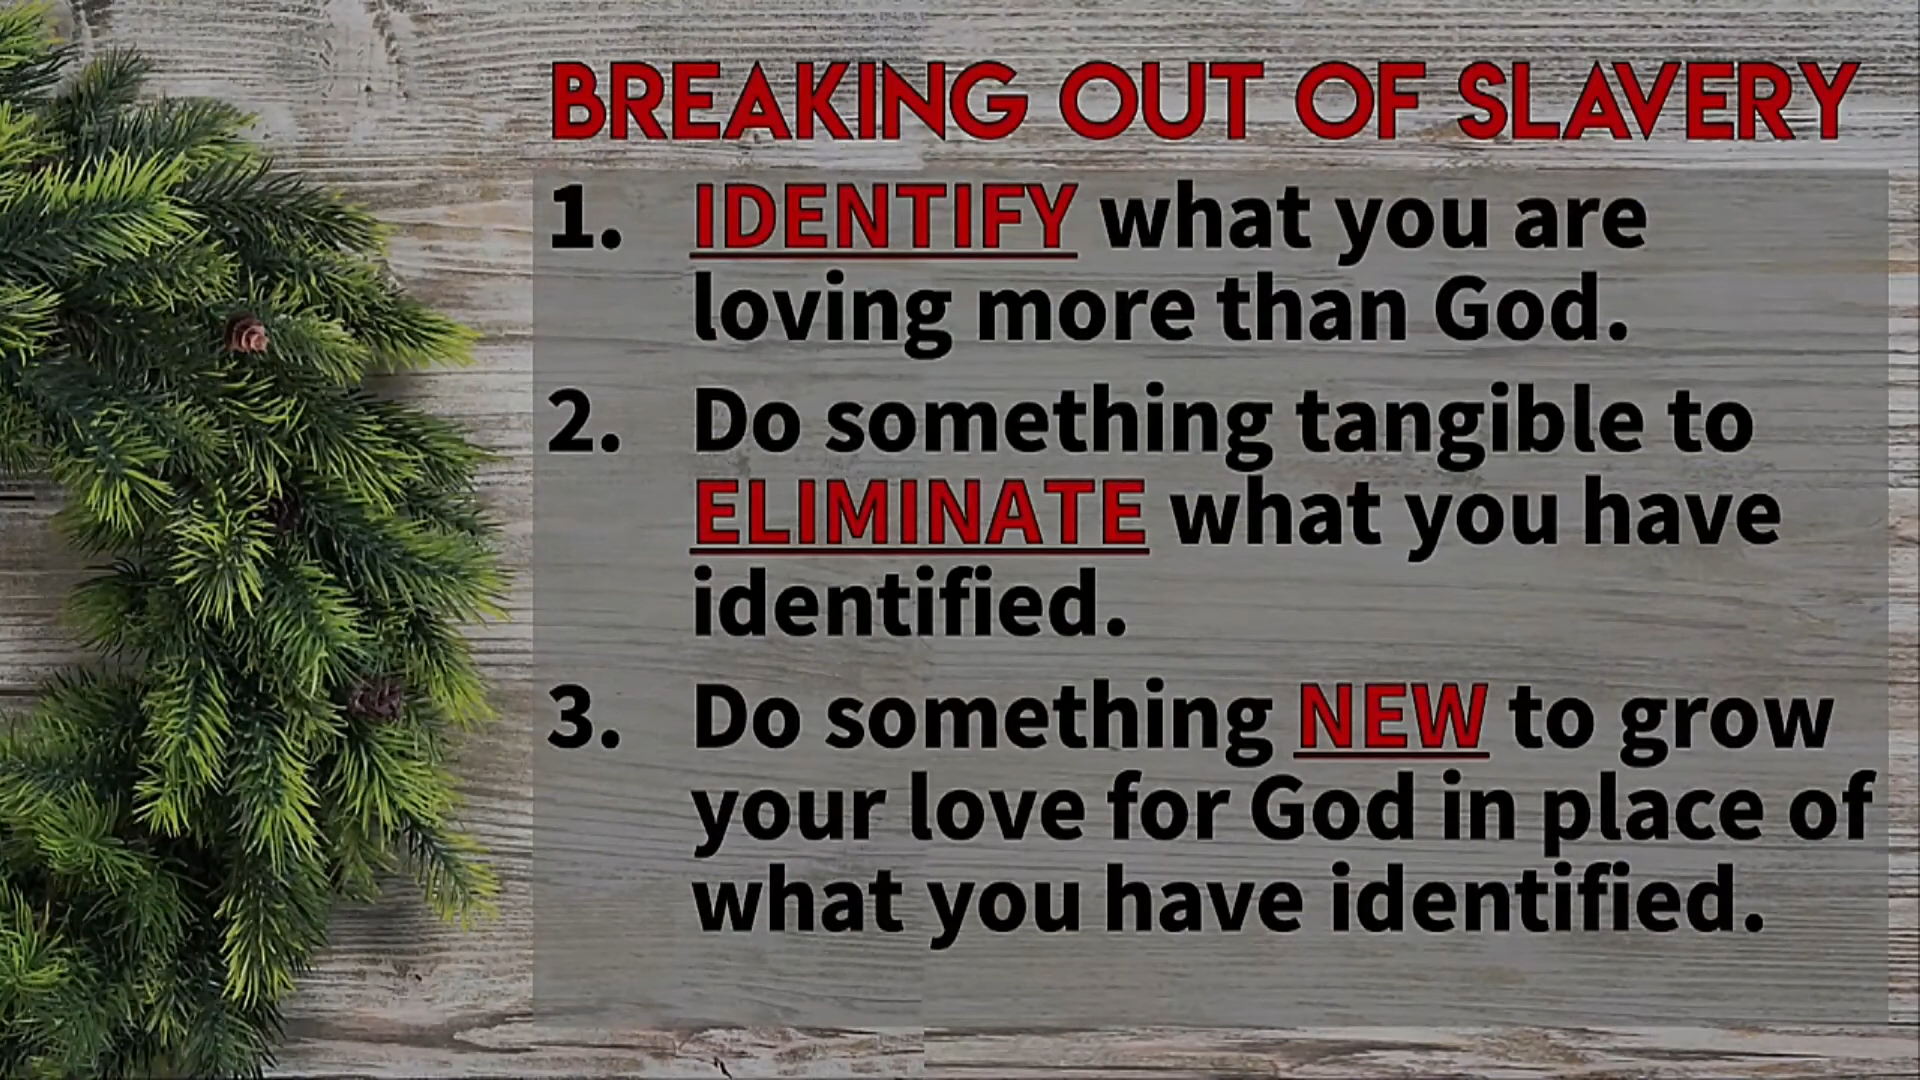 BREAKING OUT OF SLAVERY
1. IDENTIFY what you are
loving more than God.
2. Do something tangible to
ELIMINATE what you have
identified.
3. Do something NEW to grow
your love for God in place of
what you have identified.